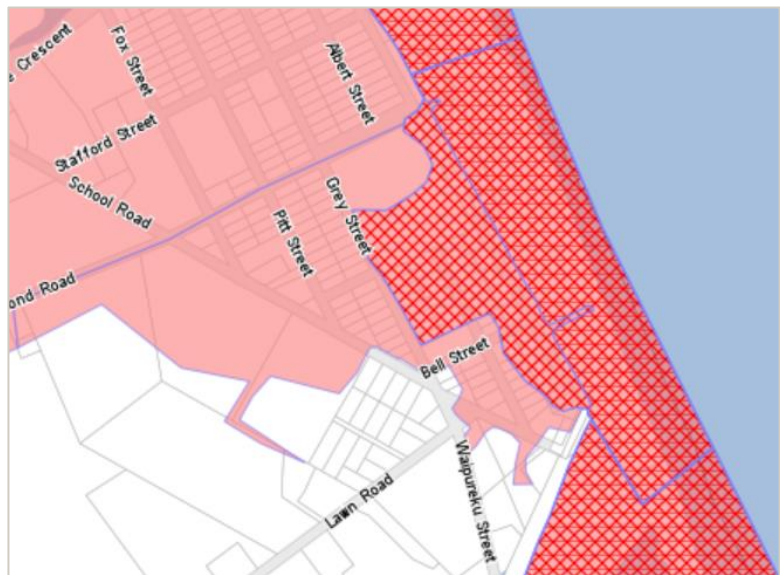 Fox Street
Albert Street
e Crescent
Stafford Street
School Road
Grey Street
Pitt Street
ond Road
Bell Street
Lawn Road
Waipureku Street